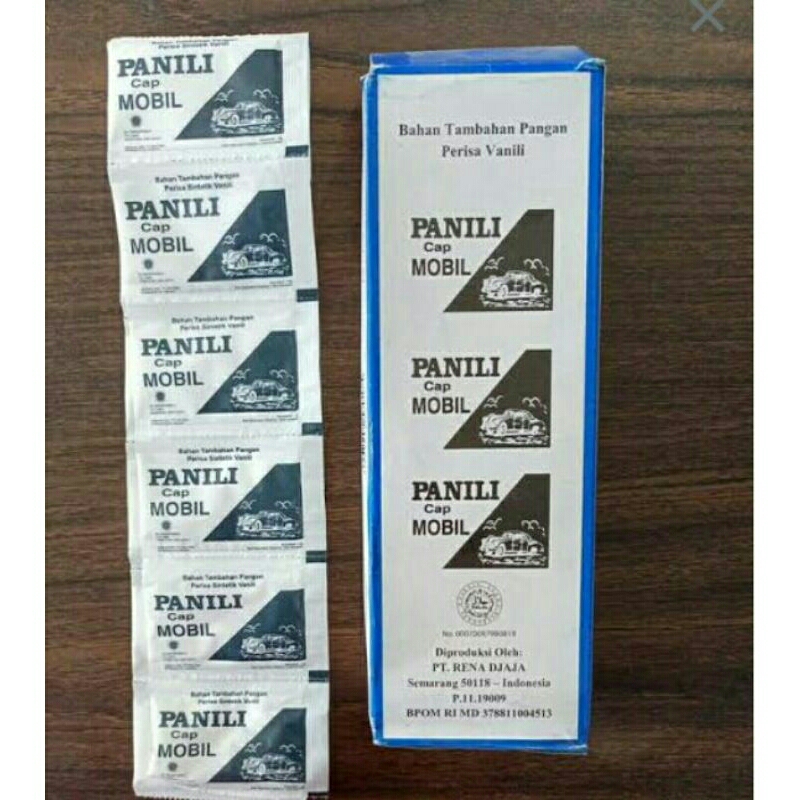 Perisa Sintetik Vanili
PANILI
Cap
MOBIL
Bahan Tambahan Pangan
Perisa Sintetik Vanili
PANILI
Cap
MOBIL
Bahan Tambahan Pangan
Perisa Sintetik Vanili
PANILI
Cap
MOBIL
Bahan Tambahan Pangan
Perisa Sintetik Vanili
PANILI
Cap
MOBIL
Bahan Tambahan Pangan
Perisa Sintetik Vanili
PANILI
Cap
MOBIL
Bahan Tambahan Pangan
Perisa Sintetik Vanili
PANILI
Cap
MOBIL
Bahan Tambahan Pangan
Perisa Vanili
PANILI
Cap
MOBIL
PANILI
Cap
MOBIL
PANILI
Cap
MOBIL
Diproduksi Oleh:
PT. RENA DJAJA
Semarang 50118 – Indonesia
P.11.19009
BPOM RI MD 378811004513